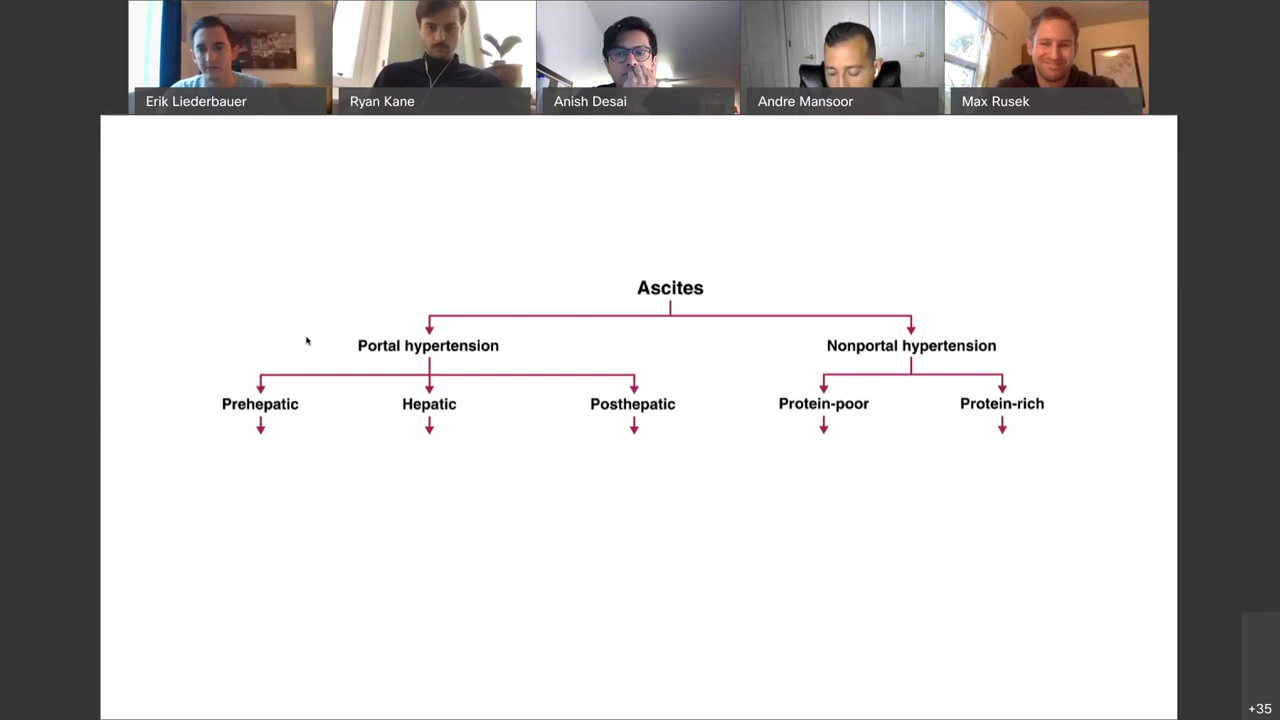 Erik Liederbauer
Ryan Kane
Anish Desai
Andre Mansoor
Max Rusek
Ascites
Portal hypertension
Nonportal hypertension
Prehepatic
Hepatic
Posthepatic
Protein-poor
Protein-rich
+35